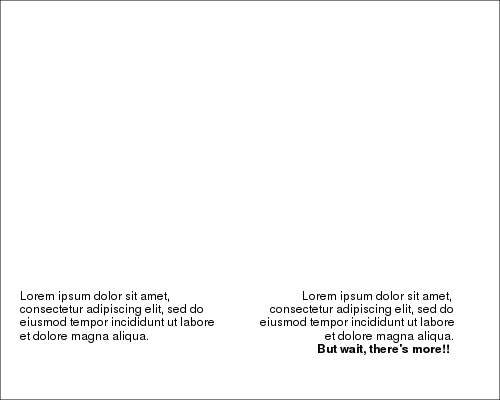 Lorem ipsum dolor sit amet,
consectetur adipiscing elit, sed do
eiusmod tempor incididunt ut labore
et dolore magna aliqua.
Lorem ipsum dolor sit amet,
consectetur adipiscing elit, sed do
eiusmod tempor incididunt ut labore
et dolore magna aliqua.
But wait, there's more!!